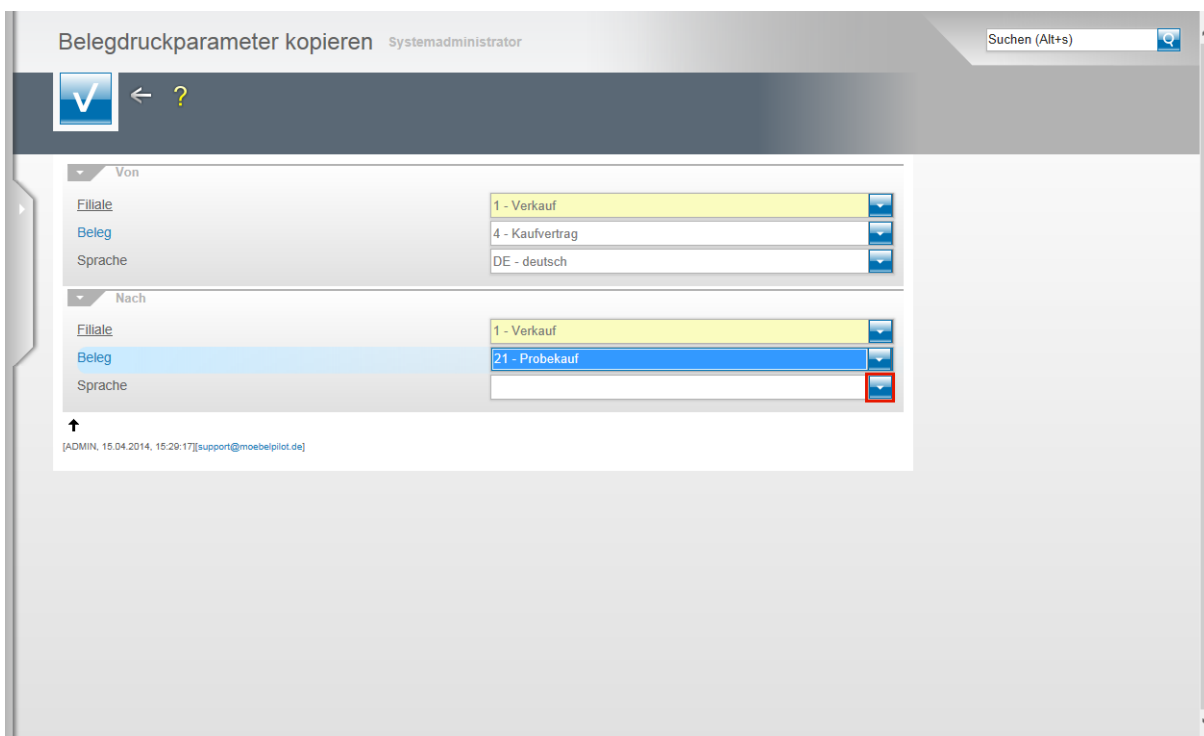 Belegdruckparameter kopieren Systemadministrator
Suchen (Alt+s)
?
Von
Filiale 1 - Verkauf
Beleg 4 - Kaufvertrag
Sprache DE - deutsch
Nach
Filiale 1 - Verkauf
Beleg 21 - Probekauf
Sprache
[ADMIN, 15.04.2014, 15:29:17][support@moebelpilot.de]